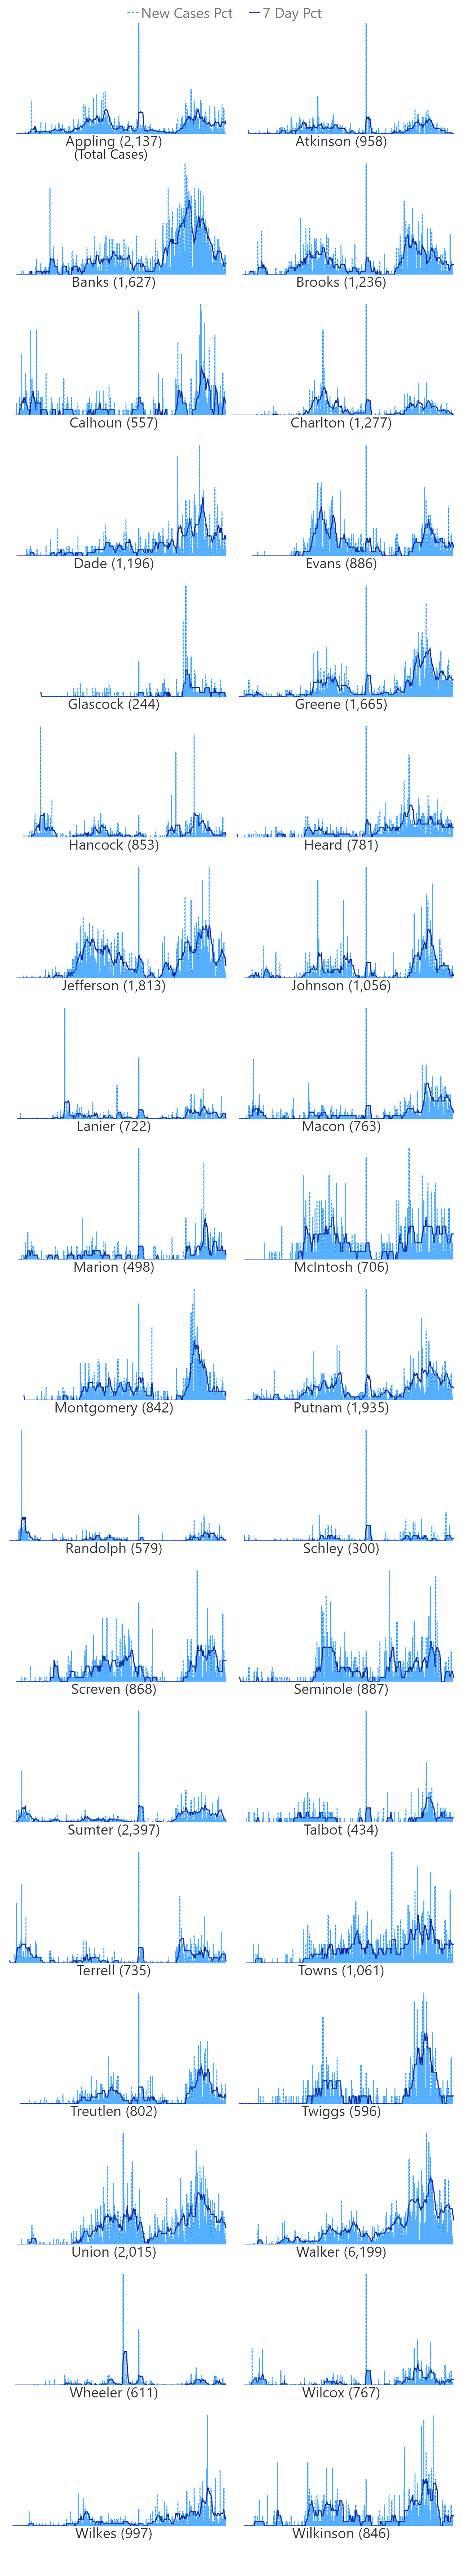 New Cases Pct 7 Day Pct
Appling (2,137) Atkinson (958)
(Total Cases)
Banks (1,627) Brooks (1,236)
Calhoun (557) Charlton (1,277)
Dade (1,196) Evans (886)
Glascock (244) Greene (1,665)
Hancock (853) Heard (781)
Jefferson (1,813) Johnson (1,056)
Lanier (722) Macon (763)
Marion (498) McIntosh (706)
Montgomery (842) Putnam (1,935)
Randolph (579) Schley (300)
Screven (868) Seminole (887)
Sumter (2,397) Talbot (434)
Terrell (735) Towns (1,061)
Treutlen (802) Twiggs (596)
Union (2,015) Walker (6,199)
Wheeler (611) Wilcox (767)
Wilkes (997) Wilkinson (846)